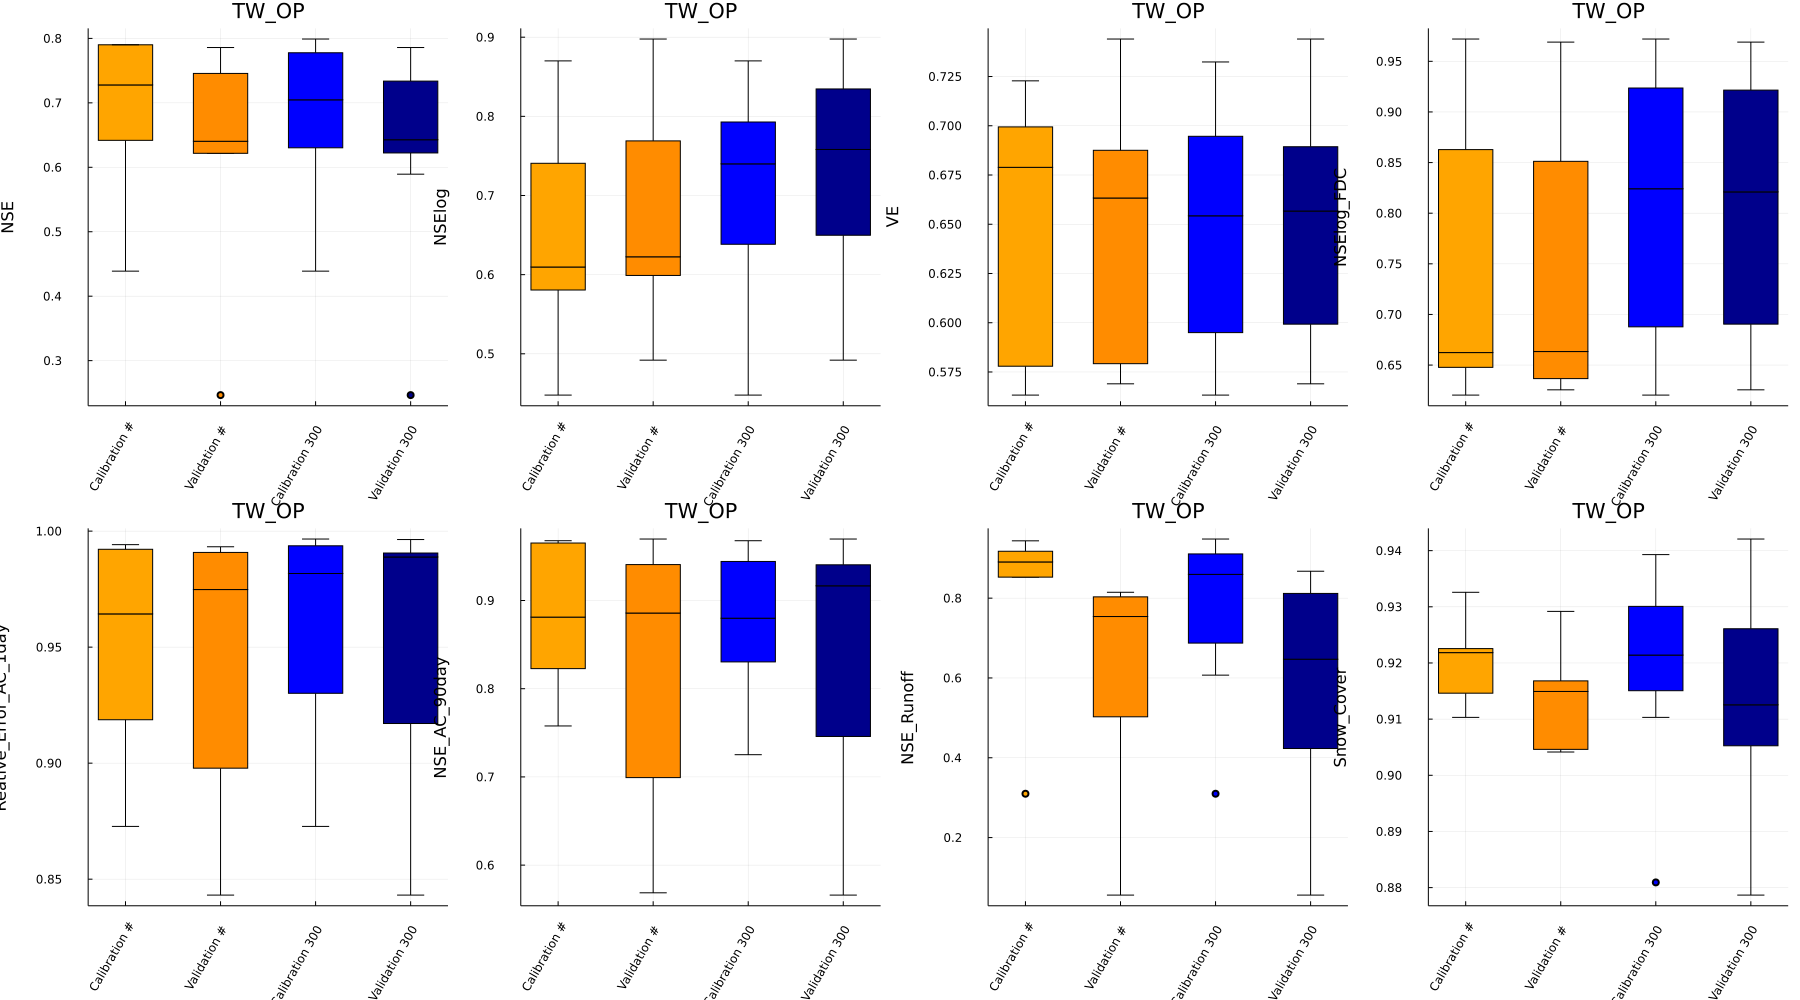 TW_OP
TW_OP
TW_OP
TW_OP
NSE
0.8
0.7
0.6
0.5
0.4
0.3
Calibration #
Validation #
Calibration 300
Validation 300
NSElog
0.9
0.8
0.7
0.6
0.5
Calibration #
Validation #
Calibration 300
Validation 300
VE
0.725
0.700
0.675
0.650
0.625
0.600
0.575
Calibration #
Validation #
Calibration 300
Validation 300
NSElog_FDC
0.95
0.90
0.85
0.80
0.75
0.70
0.65
Calibration #
Validation #
Calibration 300
Validation 300
TW_OP
TW_OP
TW_OP
TW_OP
Reative_Error_AC_1day
1.00
0.95
0.90
0.85
Calibration #
Validation #
Calibration 300
Validation 300
NSE_AC_90day
0.9
0.8
0.7
0.6
Calibration #
Validation #
Calibration 300
Validation 300
NSE_Runoff
0.8
0.6
0.4
0.2
Calibration #
Validation #
Calibration 300
Validation 300
Snow_Cover
0.94
0.93
0.92
0.91
0.90
0.89
0.88
Calibration #
Validation #
Calibration 300
Validation 300